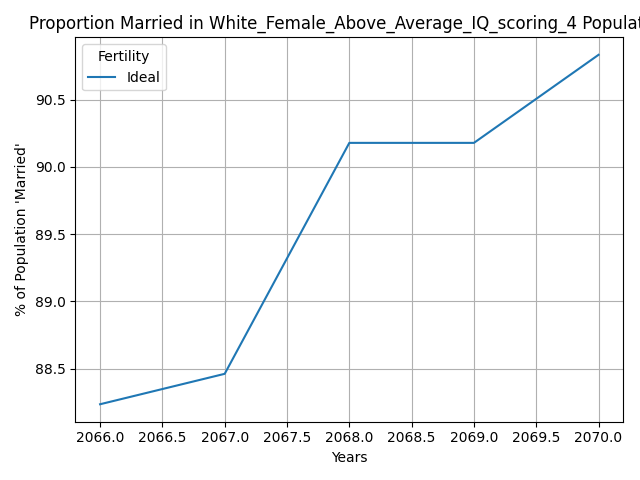 Proportion Married in White_Female_Above_Average_IQ_scoring_4 Populat
Fertility
Ideal
% of Population 'Married'
90.5
90.0
89.5
89.0
88.5
2066.0 2066.5 2067.0 2067.5 2068.0 2068.5 2069.0 2069.5 2070.0
Years